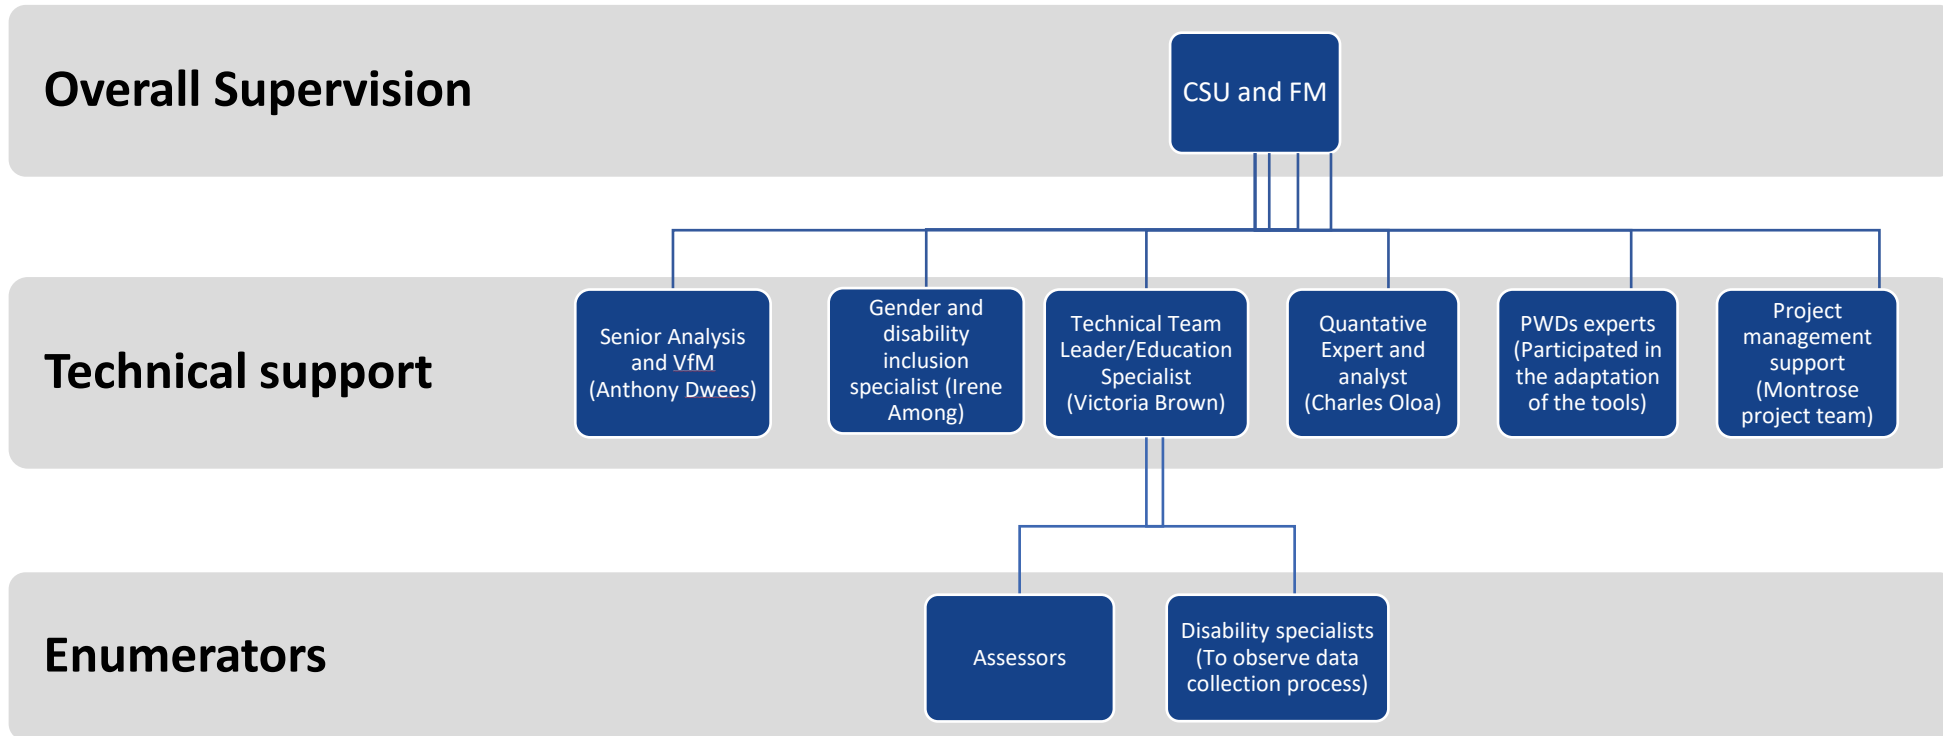 Overall Supervision
CSU and FM
Technical support
Senior Analysis
and VfM
(Anthony Dwees)
Gender and
disability
inclusion
specialist (Irene
Among)
Technical Team
Leader/Education
Specialist
(Victoria Brown)
Quantative
Expert and
analyst
(Charles Oloa)
PWDs experts
(Participated in
the adaptation
of the tools)
Project
management
support
(Montrose
project team)
Enumerators
Assessors
Disability specialists
(To observe data
collection process)